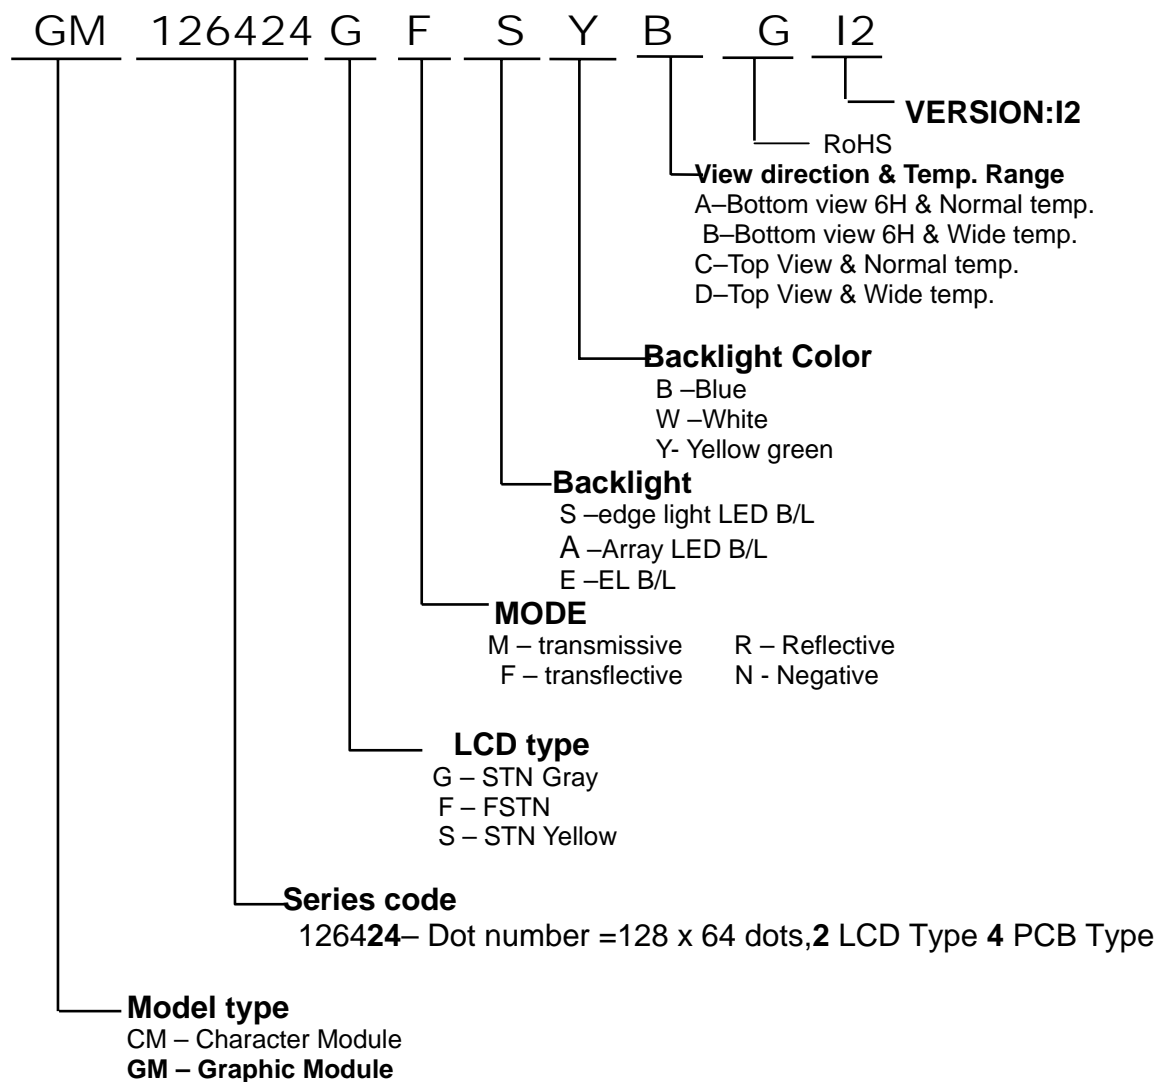 GM 126424 G F S Y B G I2
VERSION:I2
RoHS
View direction & Temp. Range
A–Bottom view 6H & Normal temp.
B–Bottom view 6H & Wide temp.
C–Top View & Normal temp.
D–Top View & Wide temp.
Backlight Color
B –Blue
W –White
Y- Yellow green
Backlight
S –edge light LED B/L
A –Array LED B/L
E –EL B/L
MODE
M – transmissive R – Reflective
F – transflective N - Negative
LCD type
G – STN Gray
F – FSTN
S – STN Yellow
Series code
126424– Dot number =128 x 64 dots,2 LCD Type 4 PCB Type
Model type
CM – Character Module
GM – Graphic Module